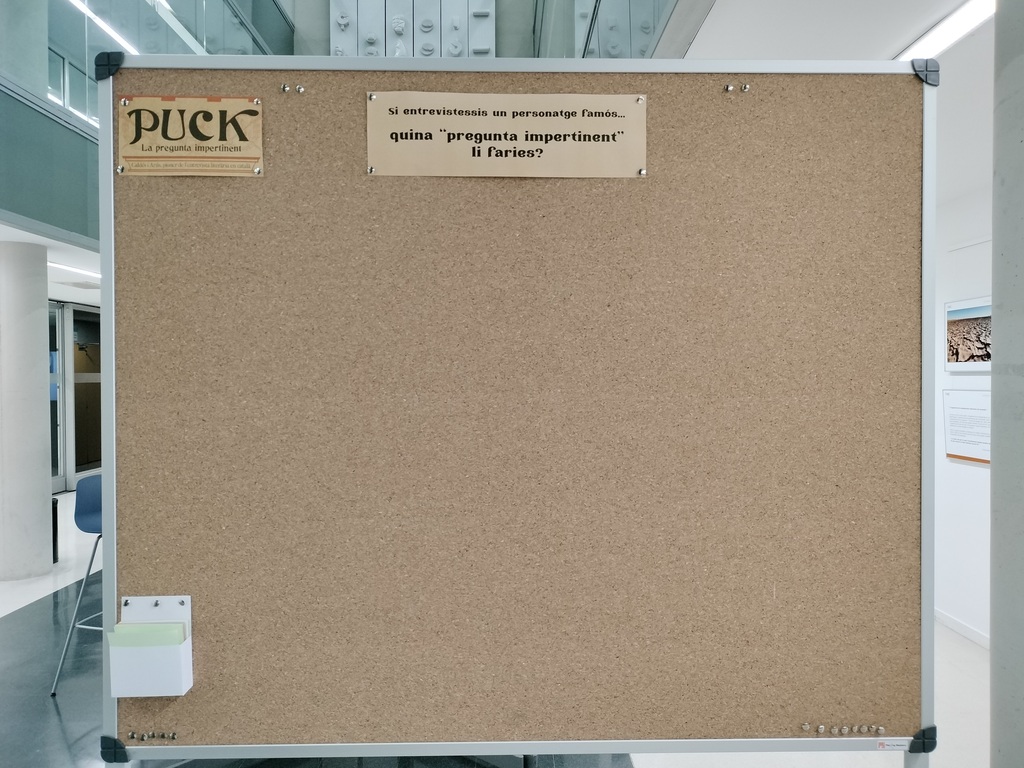 PUCK
La pregunta impertinent
Si entrevistessis un personatge famós...
quina "pregunta impertinent"
li faries?